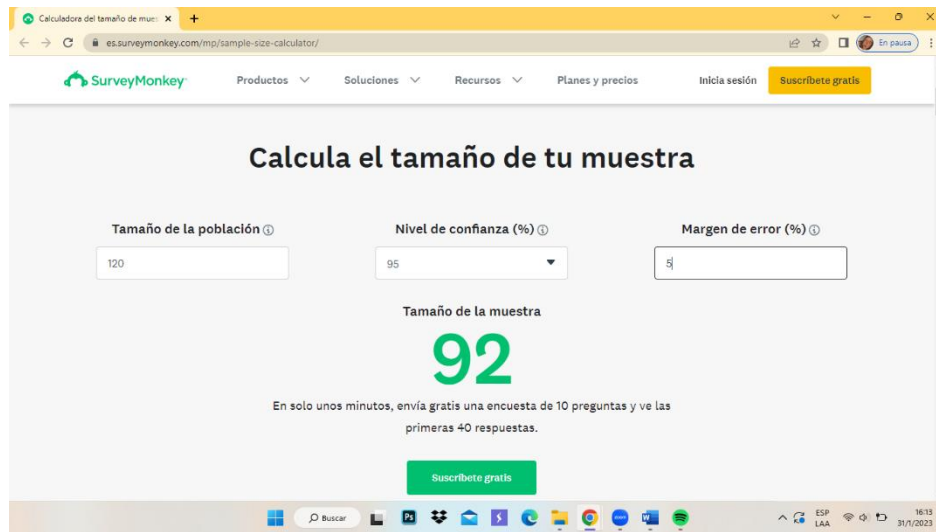 Calculadora del tamaño de mues
es.surveymonkey.com/mp/sample-size-calculator/
En pausa
SurveyMonkey
Productos
Soluciones
Recursos
Planes y precios
Inicia sesión
Suscríbete gratis
Calcula el tamaño de tu muestra
Tamaño de la población
Nivel de confianza (%)
Margen de error (%)
120
95
5
Tamaño de la muestra
92
En solo unos minutos, envía gratis una encuesta de 10 preguntas y ve las
primeras 40 respuestas.
Suscríbete gratis
Buscar
Ps
W
ESP
LAA
16:13
31/1/2023